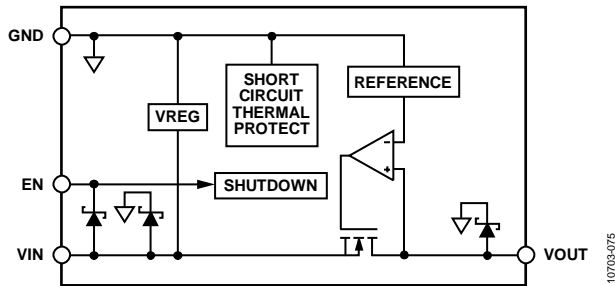 GND
SHORT
CIRCUIT
THERMAL
PROTECT
REFERENCE
VREG
EN
SHUTDOWN
VIN
VOUT
-
+
10703-075